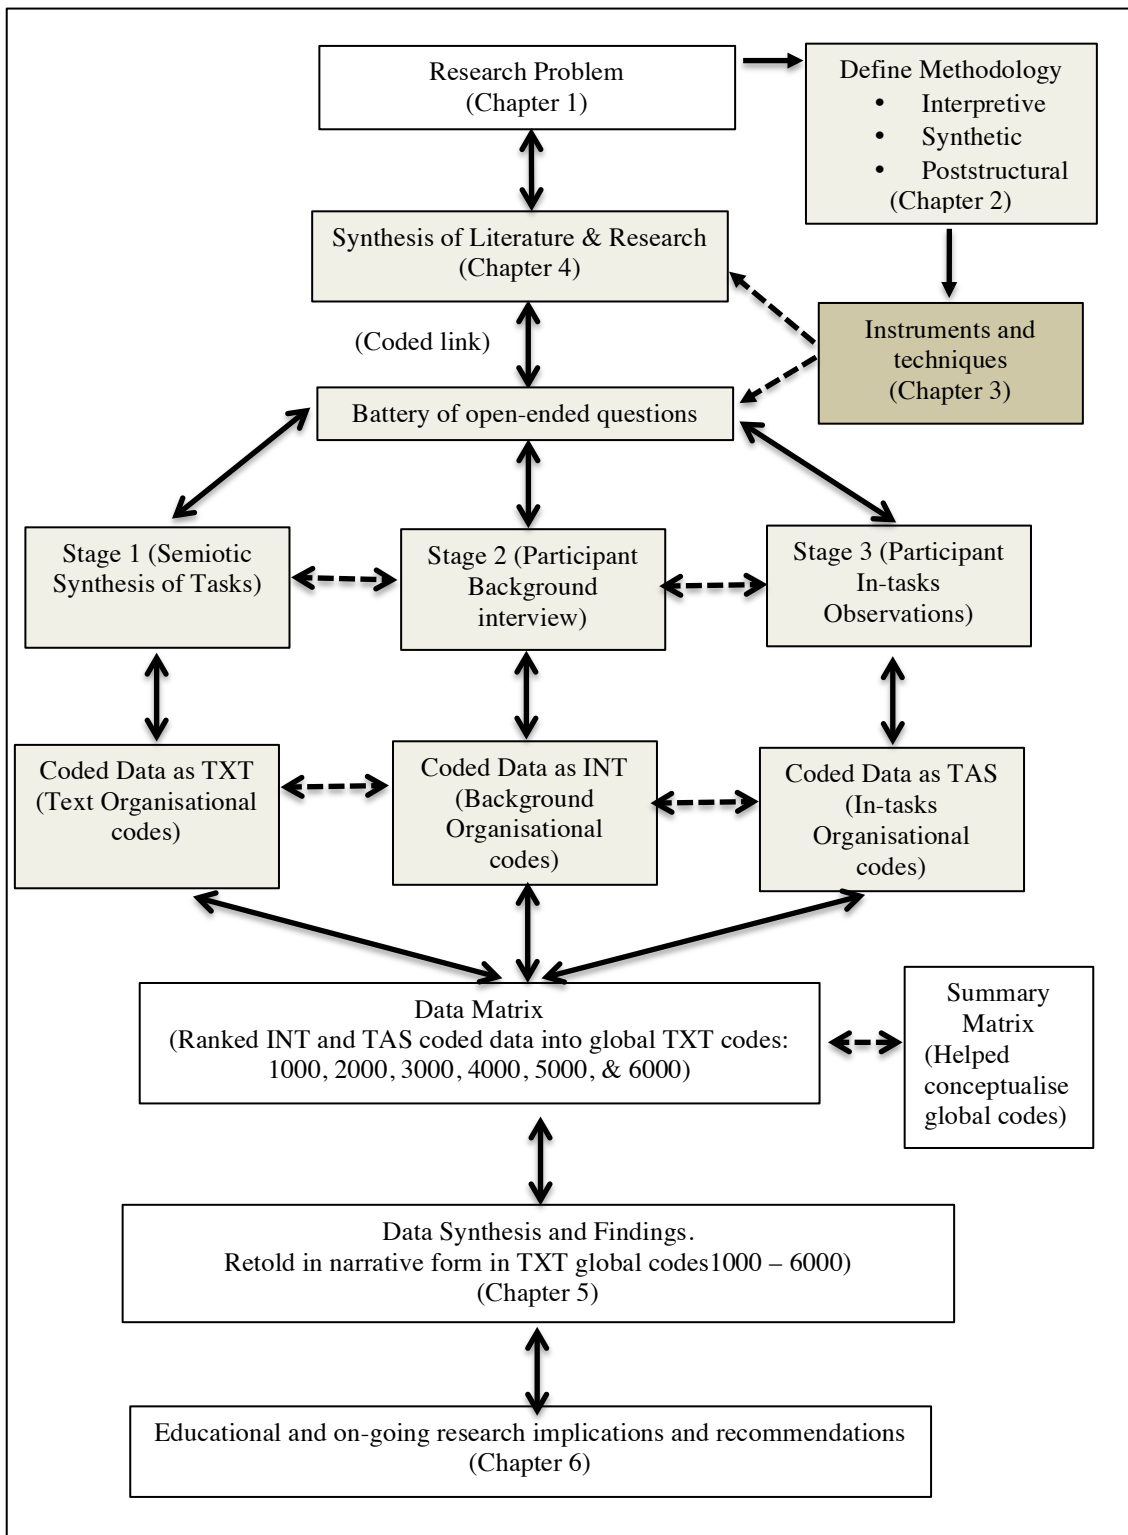 Research Problem
(Chapter 1)
Define Methodology
• Interpretive
• Synthetic
• Poststructural
(Chapter 2)
Synthesis of Literature & Research
(Chapter 4)
Instruments and
techniques
(Chapter 3)
(Coded link)
Battery of open-ended questions
Stage 1 (Semiotic
Synthesis of Tasks)
Stage 2 (Participant
Background
interview)
Stage 3 (Participant
In-tasks
Observations)
Coded Data as TXT
(Text Organisational
codes)
Coded Data as INT
(Background
Organisational
codes)
Coded Data as TAS
(In-tasks
Organisational
codes)
Data Matrix
(Ranked INT and TAS coded data into global TXT codes:
1000, 2000, 3000, 4000, 5000, & 6000)
Summary
Matrix
(Helped
conceptualise
global codes)
Data Synthesis and Findings.
Retold in narrative form in TXT global codes1000 – 6000)
(Chapter 5)
Educational and on-going research implications and recommendations
(Chapter 6)